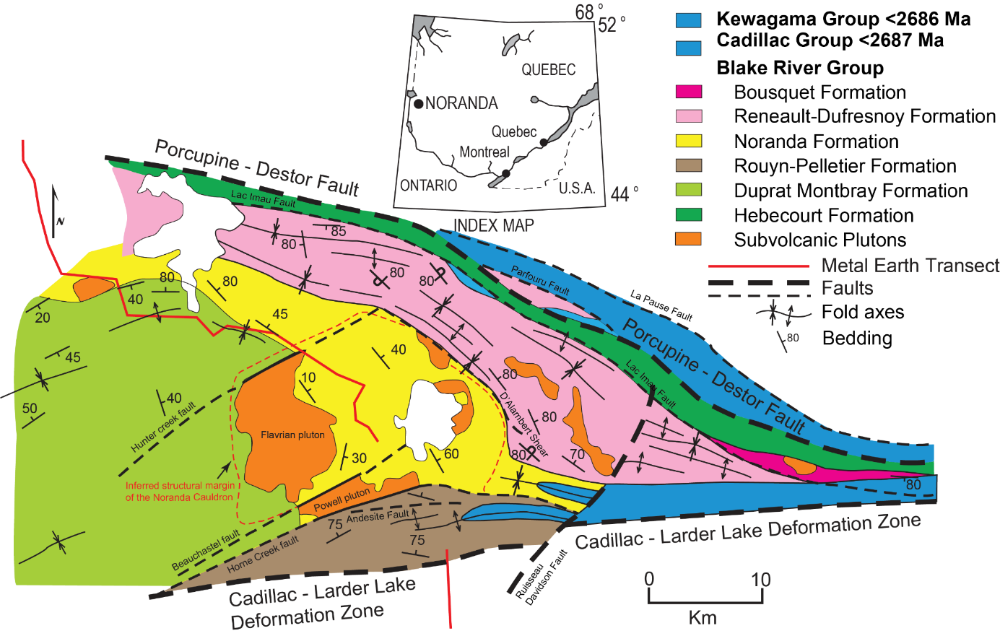 68 °
52 °
QUEBEC
NORANDA
Quebec
Montreal
ONTARIO
U.S.A.
44 °
INDEX MAP
Kewagama Group <2686 Ma
Cadillac Group <2687 Ma
Blake River Group
Bousquet Formation
Reneault-Dufresnoy Formation
Noranda Formation
Rouyn-Pelletier Formation
Duprat Montbray Formation
Hebecourt Formation
Subvolcanic Plutons
Metal Earth Transect
Faults
Fold axes
80
Bedding
N
Porcupine - Destor Fault
Lac Imau Fault
85
80
80
80
Parfouru Fault
La Pause Fault
80
80
40
20
45
45
40
Porcupine - Destor Fault
Lac Imau Fault
80
10
40
50
Hunter creek fault
D'Alambert Shear
80
Flavrian pluton
30
60
80
70
Inferred structural margin
of the Noranda Cauldron
80
Powell pluton
Andesite Fault
75
75
Beauchastel fault
Horne Creek fault
Cadillac - Larder Lake Deformation Zone
Ruisseau
Davidson Fault
Cadillac - Larder Lake
Deformation Zone
0
10
Km